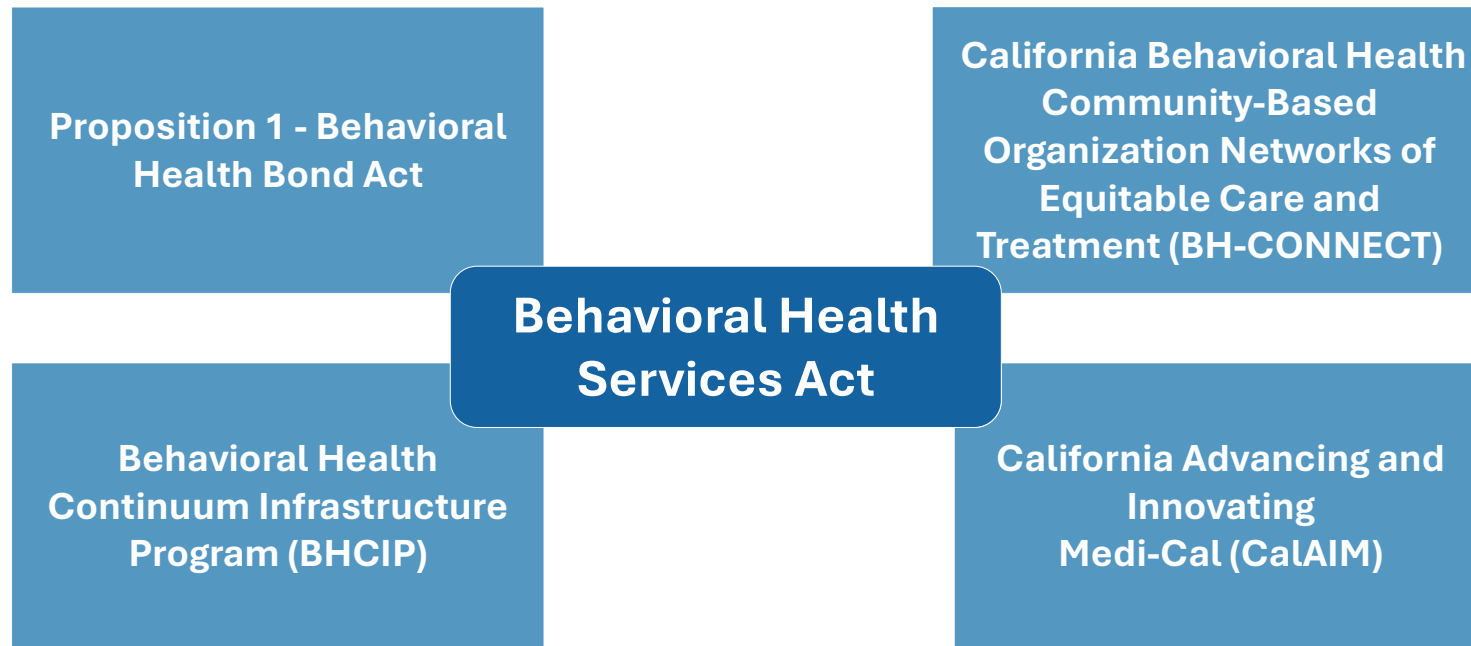 Proposition 1 - Behavioral
Health Bond Act
California Behavioral Health
Community-Based
Organization Networks of
Equitable Care and
Treatment (BH-CONNECT)
Behavioral Health
Services Act
Behavioral Health
Continuum Infrastructure
Program (BHCIP)
California Advancing and
Innovating
Medi-Cal (CalAIM)